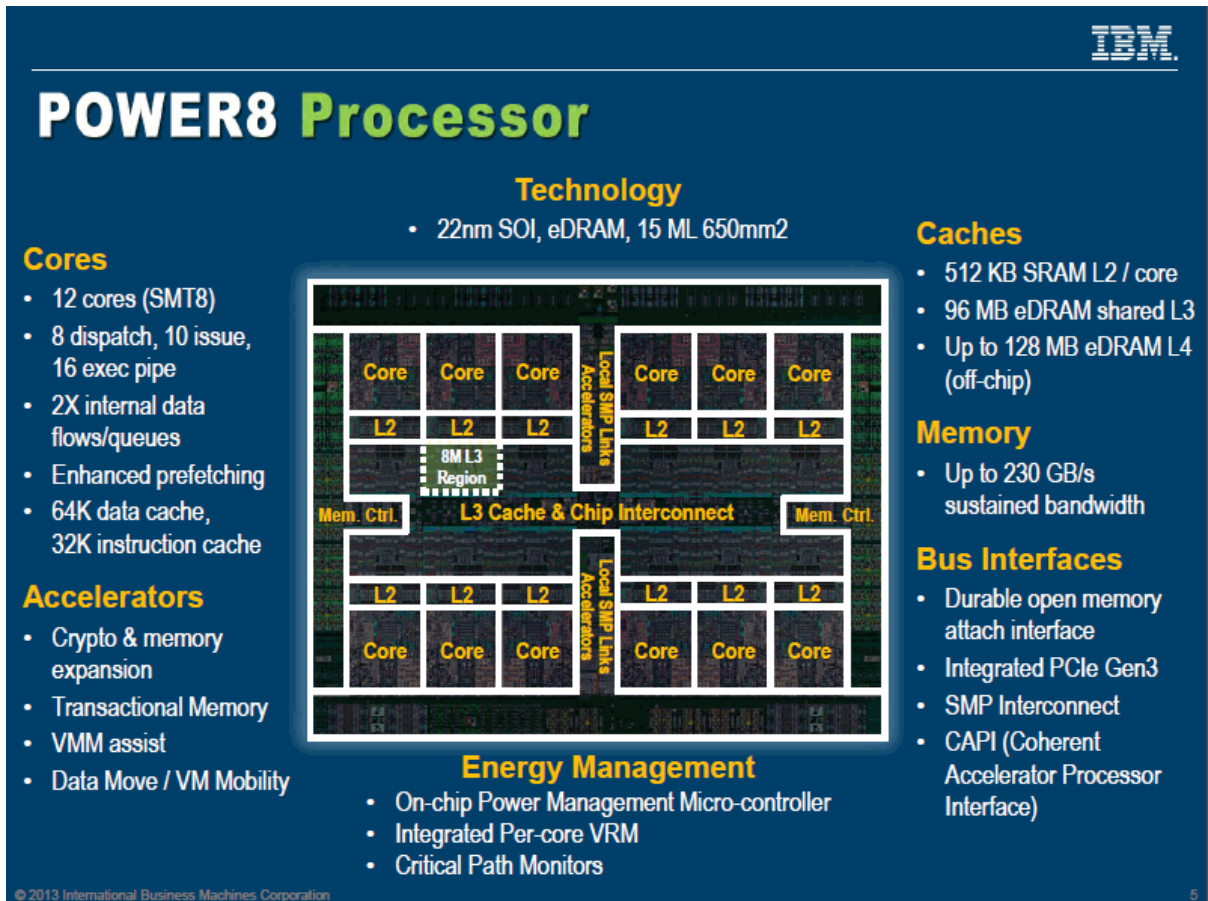 IBM.
POWER8 Processor
Technology
• 22nm SOI, eDRAM, 15 ML 650mm2
Cores
• 12 cores (SMT8)
• 8 dispatch, 10 issue,
16 exec pipe
• 2X internal data
flows/queues
• Enhanced prefetching
• 64K data cache,
32K instruction cache
Accelerators
• Crypto & memory
expansion
• Transactional Memory
• VMM assist
• Data Move / VM Mobility
Core Core Core
Local SMP Links
Accelerators
Core Core Core
L2 L2 L2 L2 L2 L2
8M L3
Region
Mem. Ctrl. L3 Cache & Chip Interconnect Mem. Ctrl.
L2 L2 L2 L2 L2 L2
Local SMP Links
Accelerators
Core Core Core Core Core Core
Energy Management
• On-chip Power Management Micro-controller
• Integrated Per-core VRM
• Critical Path Monitors
Caches
• 512 KB SRAM L2 / core
• 96 MB eDRAM shared L3
• Up to 128 MB eDRAM L4
(off-chip)
Memory
• Up to 230 GB/s
sustained bandwidth
Bus Interfaces
• Durable open memory
attach interface
• Integrated PCIe Gen3
• SMP Interconnect
• CAPI (Coherent
Accelerator Processor
Interface)
© 2013 International Business Machines Corporation
5